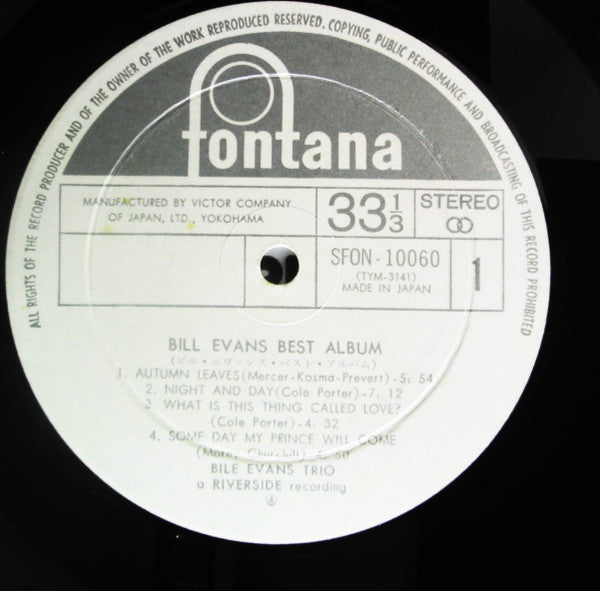 ALL RIGHTS OF THE RECORD PRODUCER AND OF THE OWNER OF THE WORK REPRODUCED RESERVED. COPYING, PUBLIC PERFORMANCE AND BROADCASTING OF THIS RECORD PROHIBITED
fontana
MANUFACTURED BY VICTOR COMPANY
OF JAPAN, LTD., YOKOHAMA
33 1/3
STEREO
SFON-10060
(TYM-3141)
MADE IN JAPAN
1
BILL EVANS BEST ALBUM
(ビル・エヴァンス・ベスト・アルバム)
1. AUTUMN LEAVES (Mercer-Kosma-Prevert)-5: 54
2. NIGHT AND DAY (Cole Porter)-7: 12
3. WHAT IS THIS THING CALLED LOVE?
(Cole Porter)-4: 32
4. SOME DAY MY PRINCE WILL COME
(Morey Churchill)-4: 50
BILE EVANS TRIO
a RIVERSIDE recording